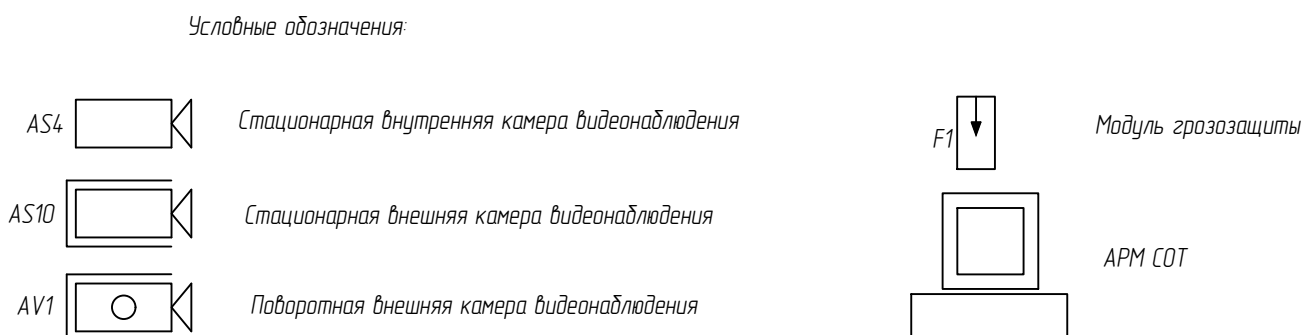 Условные обозначения:
AS4 Стационарная внутренняя камера видеонаблюдения
F1 Модуль грозозащиты
AS10 Стационарная внешняя камера видеонаблюдения
АРМ СОТ
AV1 Поворотная внешняя камера видеонаблюдения